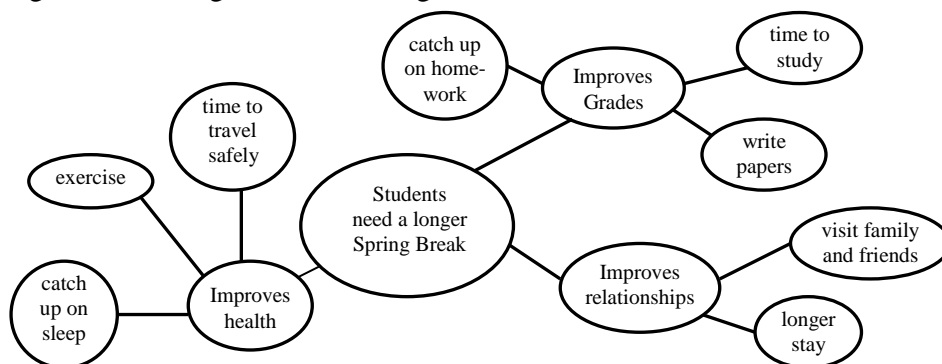 catch up
on home-
work
Improves
Grades
time to
study
write
papers
time to
travel
safely
exercise
catch
up on
sleep
Improves
health
Students
need a longer
Spring Break
Improves
relationships
visit family
and friends
longer
stay